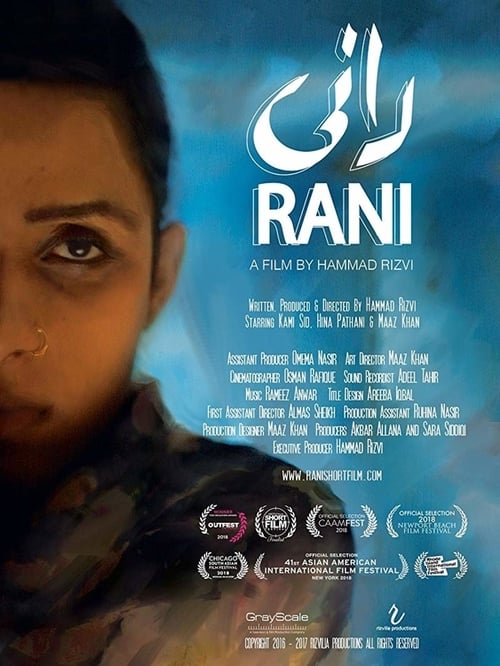 رانی
RANI
A FILM BY HAMMAD RIZVI
WRITTEN, PRODUCED & DIRECTED BY HAMMAD RIZVI
STARRING KAMI SID, HINA PATHANI & MAAZ KHAN
ASSISTANT PRODUCER OMEMA NASIR ART DIRECTOR MAAZ KHAN
CINEMATOGRAPHER OSMAN RAFIQUE SOUND RECORDIST ADEEL TAHIR
MUSIC RAMEEZ ANWAR TITLE DESIGN AREEBA IQBAL
FIRST ASSISTANT DIRECTOR ALMAS SHEIKH PRODUCTION ASSISTANT RUHINA NASIR
PRODUCTION DESIGNER MAAZ KHAN PRODUCERS AKBAR ALLANA AND SARA SIDDIQI
EXECUTIVE PRODUCER HAMMAD RIZVI
WWW.RANISHORTFILM.COM
WINNER
OUTFEST
2018
SHORT
FILM
OFFICIAL SELECTION
CAAMFEST
2018
OFFICIAL SELECTION
2018
NEWPORT BEACH
FILM FESTIVAL
CHICAGO
SOUTH ASIAN
FILM FESTIVAL
2018
OFFICIAL SELECTION
41ST ASIAN AMERICAN
INTERNATIONAL FILM FESTIVAL
NEW YORK 2018
GrayScale
rizvilia productions
COPYRIGHT 2016 - 2017 RIZVILIA PRODUCTIONS ALL RIGHTS RESERVED